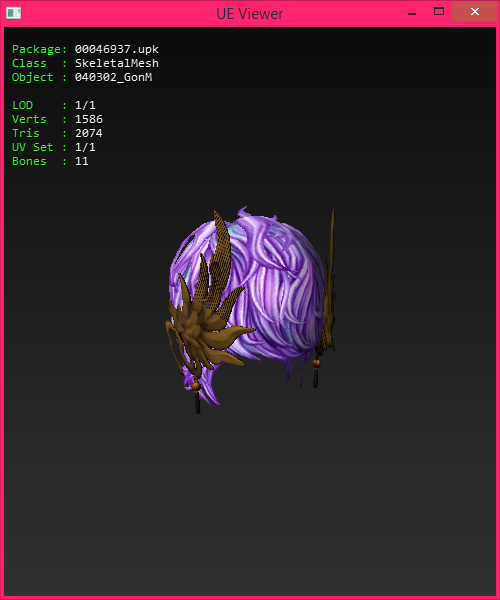 UE Viewer
Package: 00046937.upk
Class : SkeletalMesh
Object : 040302_GonM
LOD : 1/1
Verts : 1586
Tris : 2074
UV Set : 1/1
Bones : 11